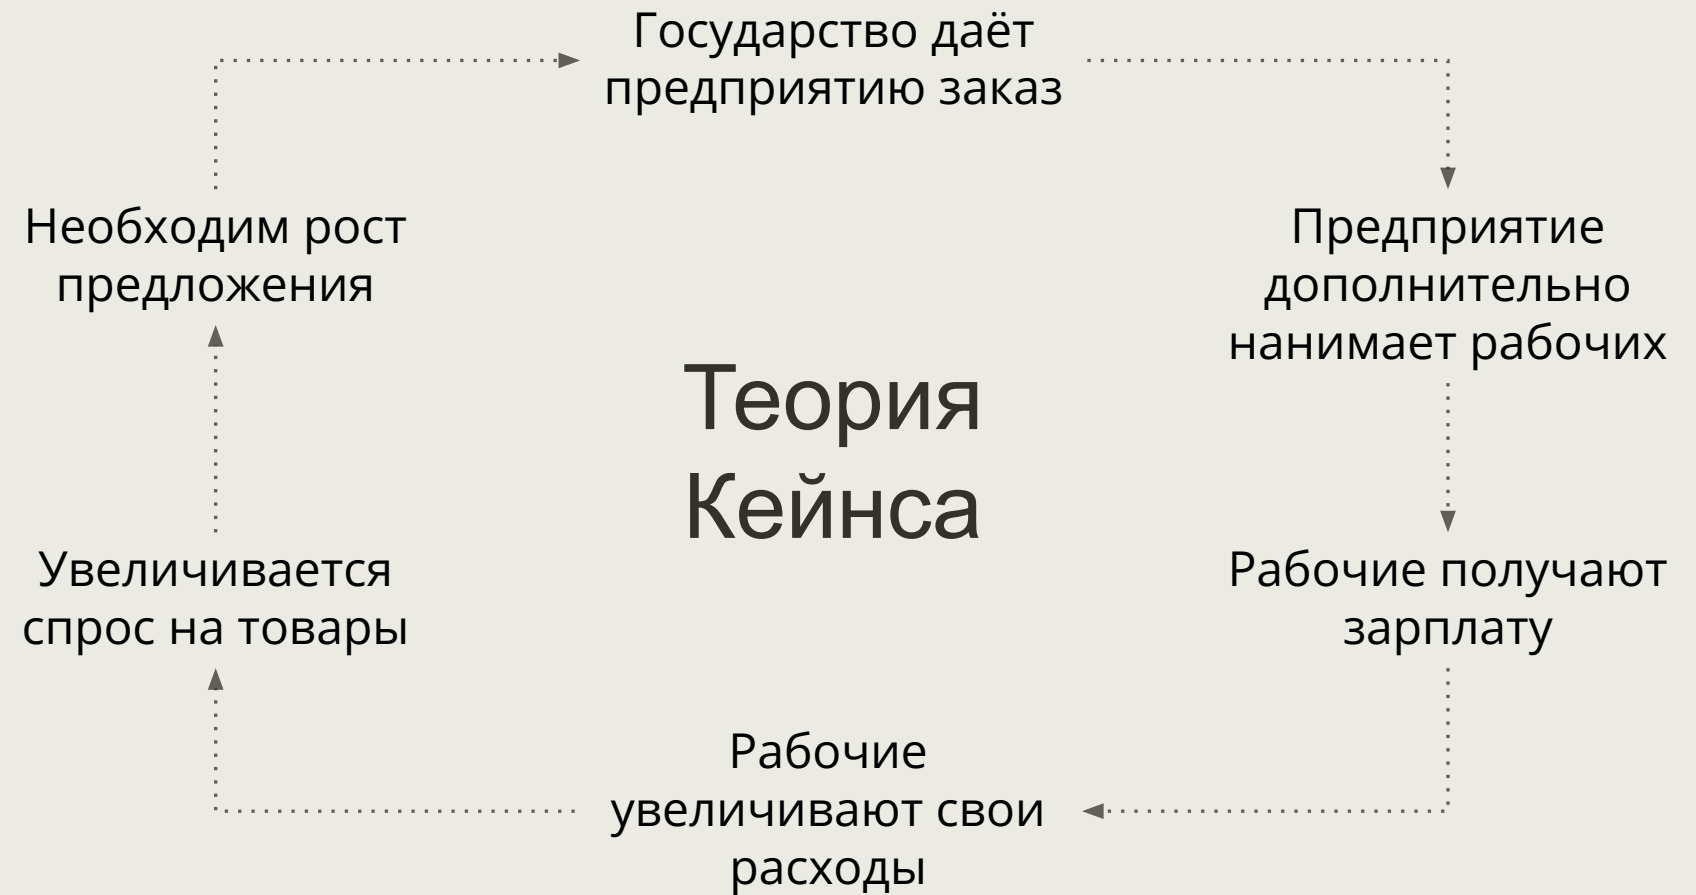 Государство даёт
предприятию заказ
Необходим рост
предложения
Предприятие
дополнительно
нанимает рабочих
Теория
Кейнса
Увеличивается
спрос на товары
Рабочие получают
зарплату
Рабочие
увеличивают свои
расходы